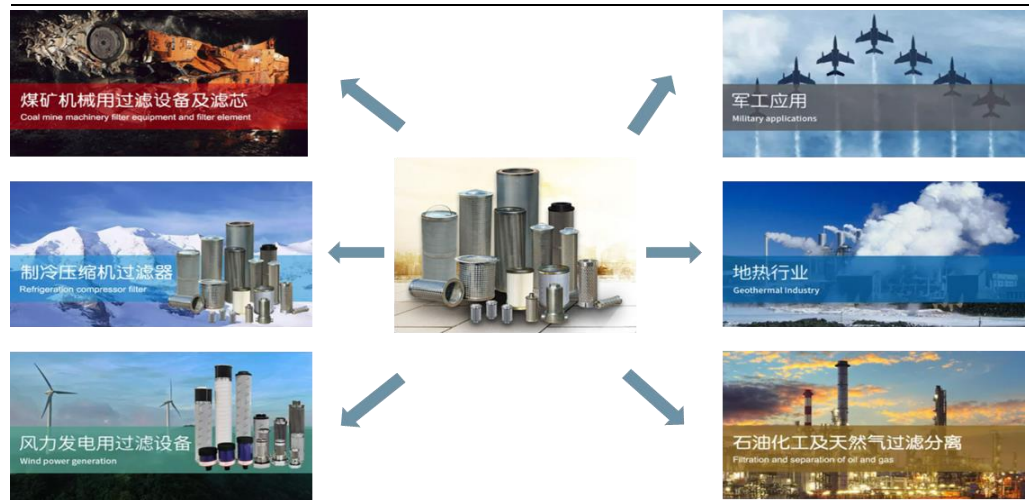 煤矿机械用过滤设备及滤芯
Coal mine machinery filter equipment and filter element
军工应用
Military applications
制冷压缩机过滤器
Refrigeration compressor filter
地热行业
Geothermal Industry
风力发电用过滤设备
Wind power generation
石油化工及天然气过滤分离
Filtration and separation of oil and gas